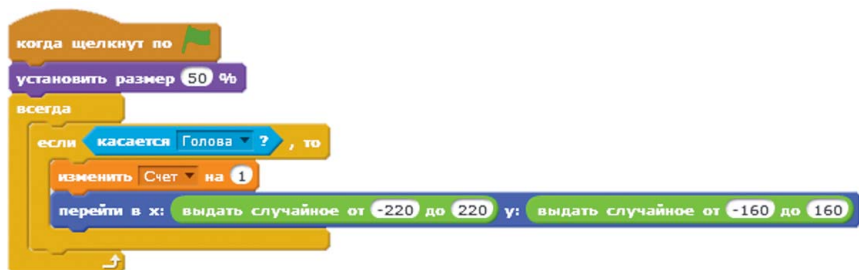 когда щелкнут по
установить размер 50 %
всегда
если касается Голова ? , то
изменить Счет на 1
перейти в x: выдать случайное от -220 до 220 y: выдать случайное от -160 до 160